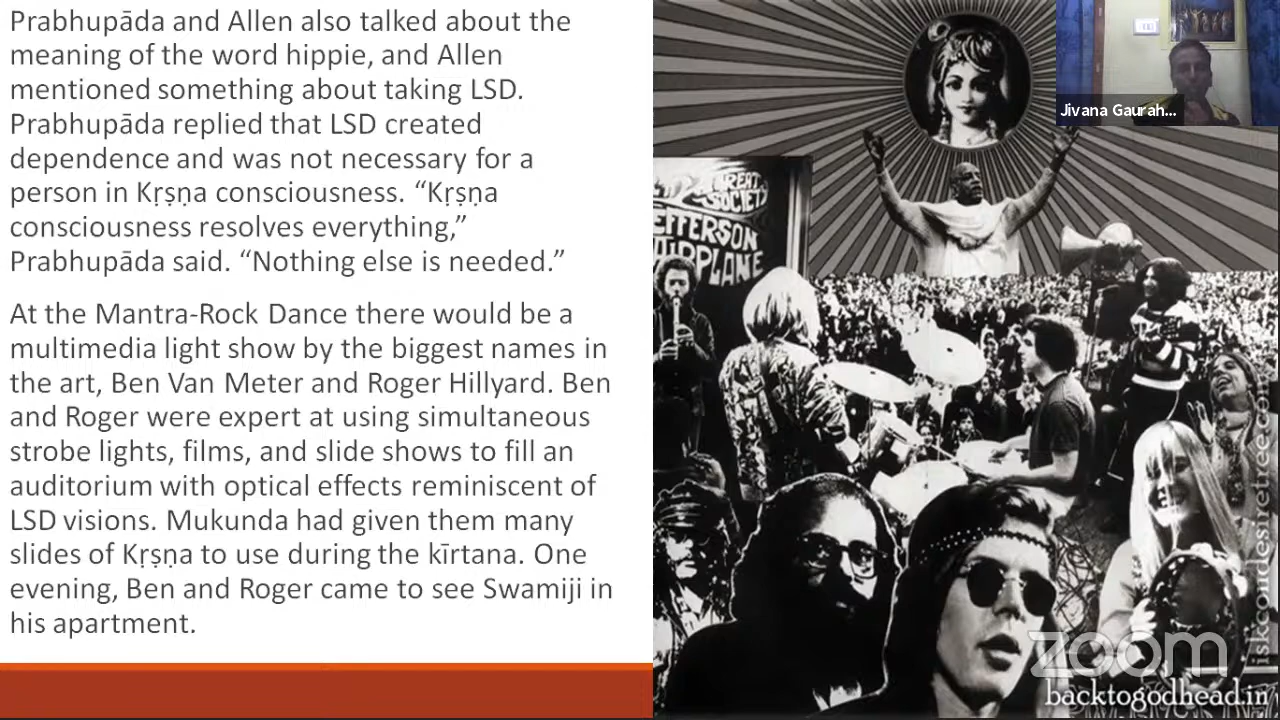 Prabhupāda and Allen also talked about the
meaning of the word hippie, and Allen
mentioned something about taking LSD.
Prabhupāda replied that LSD created
dependence and was not necessary for a
person in Kṛṣṇa consciousness. “Kṛṣṇa
consciousness resolves everything,”
Prabhupāda said. “Nothing else is needed.”
At the Mantra-Rock Dance there would be a
multimedia light show by the biggest names in
the art, Ben Van Meter and Roger Hillyard. Ben
and Roger were expert at using simultaneous
strobe lights, films, and slide shows to fill an
auditorium with optical effects reminiscent of
LSD visions. Mukunda had given them many
slides of Kṛṣṇa to use during the kīrtana. One
evening, Ben and Roger came to see Swamiji in
his apartment.
Jivana Gaurah...
GREAT
SOCIETY
JEFFERSON
AIRPLANE
iskcondesiretree.com
zoom
backtogodhead.in